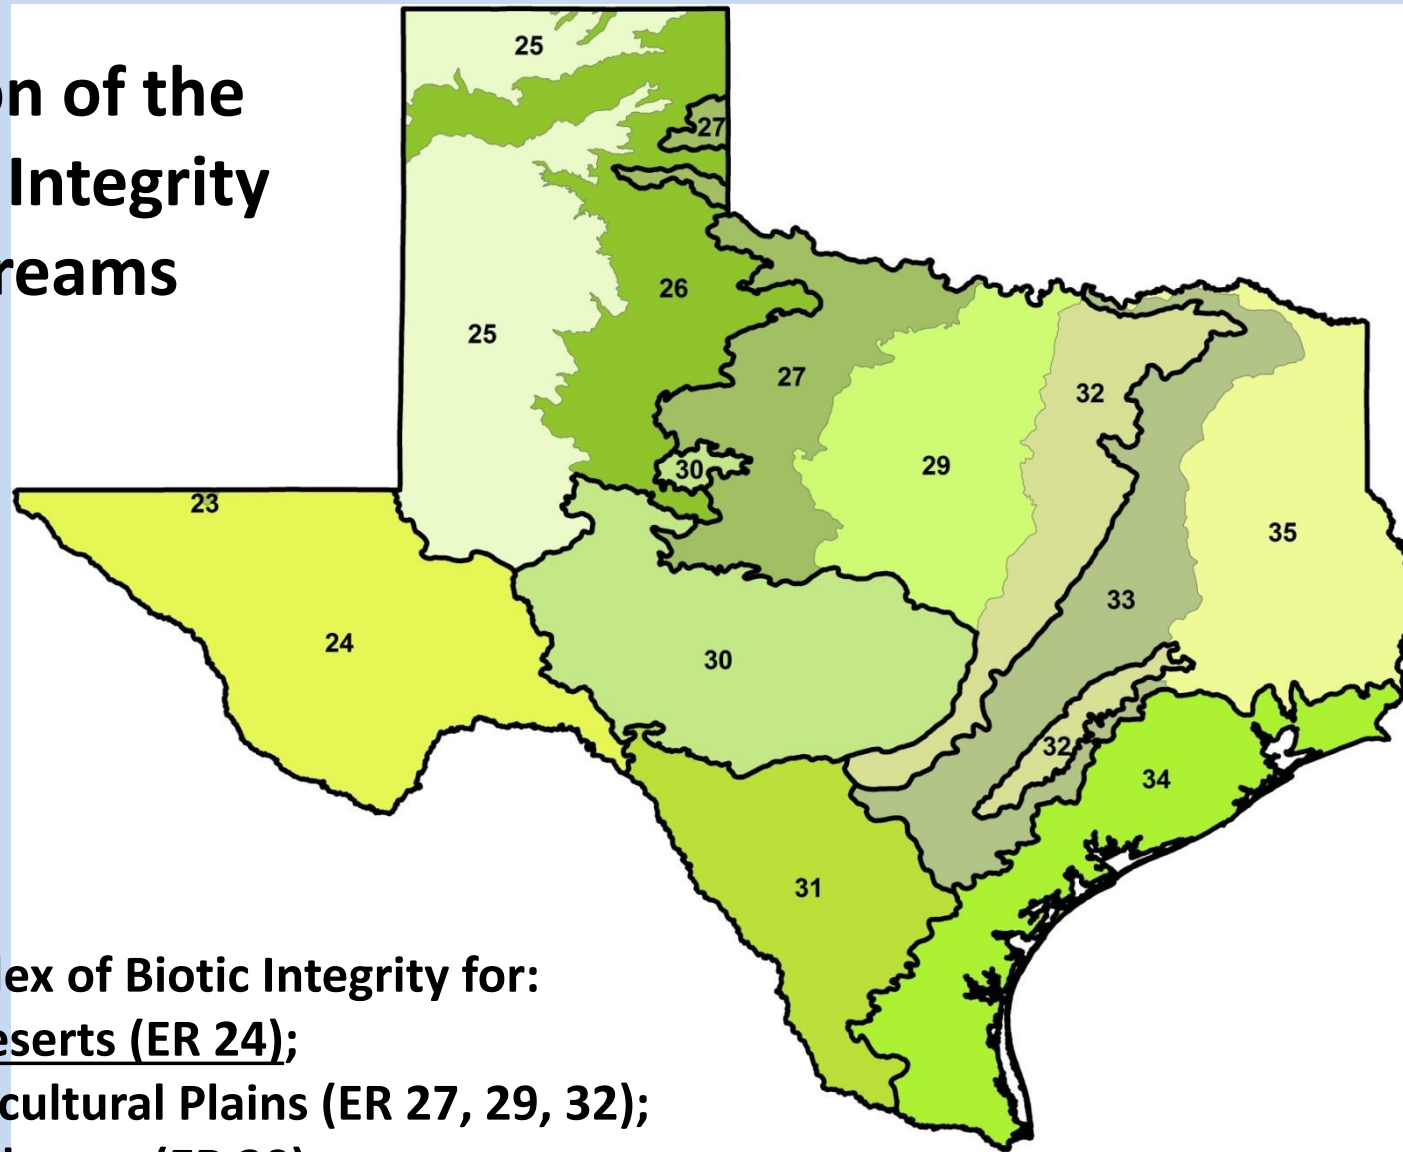 on of the
Integrity
reams
25
27
26
25
27
32
30
29
23
35
33
24
30
32
34
31
lex of Biotic Integrity for:
eserts (ER 24);
cultural Plains (ER 27, 29, 32);